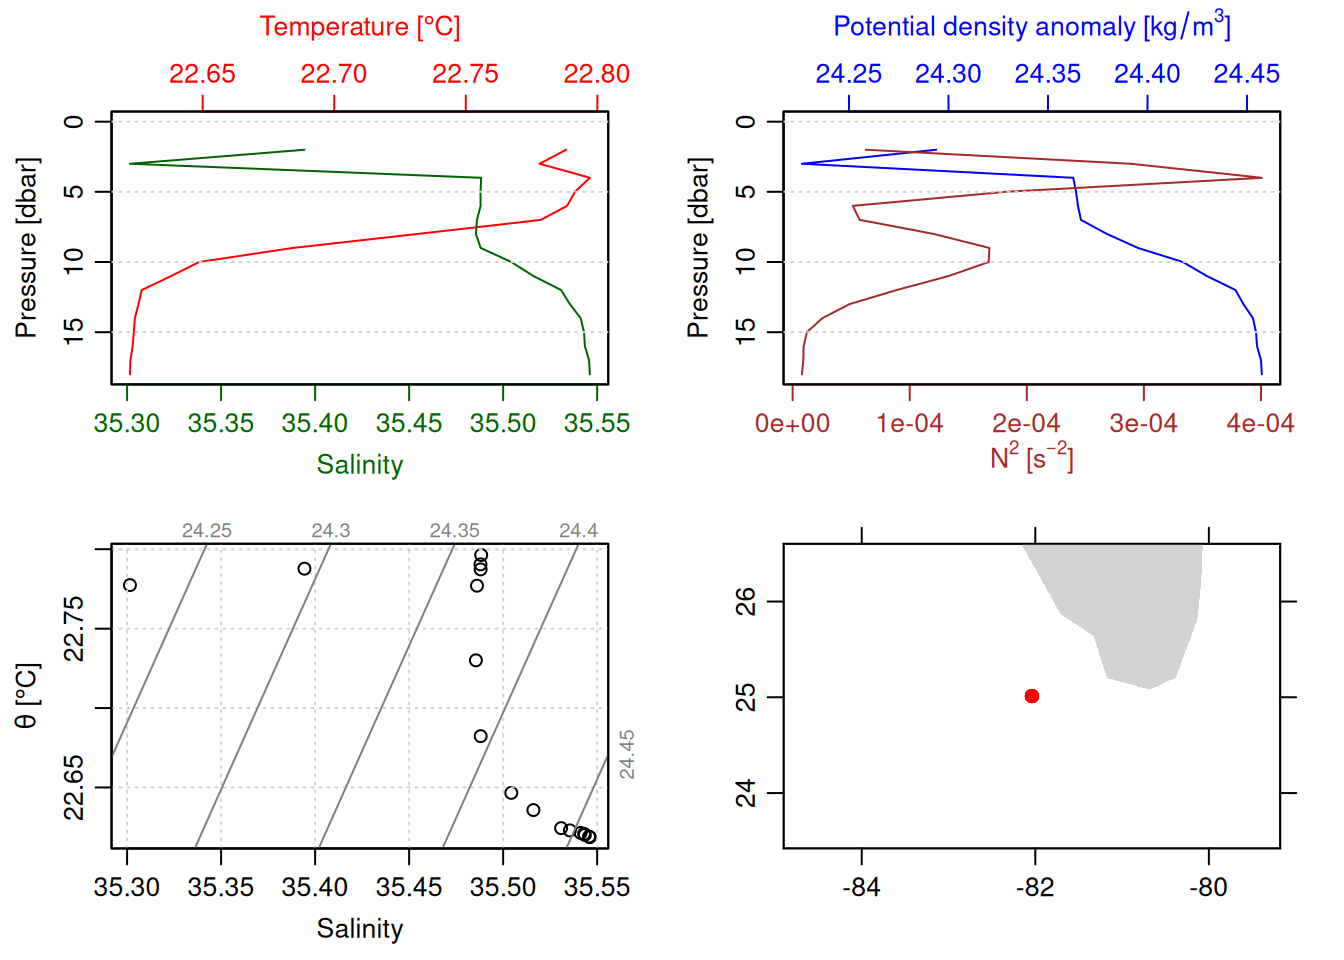 Temperature [°C]
22.65 22.70 22.75 22.80
Pressure [dbar]
0
5
10
15
35.30 35.35 35.40 35.45 35.50 35.55
Salinity
Potential density anomaly [kg/m³]
24.25 24.30 24.35 24.40 24.45
Pressure [dbar]
0
5
10
15
0e+00 1e-04 2e-04 3e-04 4e-04
N² [s⁻²]
24.25 24.3 24.35 24.4
24.45
θ [°C]
22.75
22.65
35.30 35.35 35.40 35.45 35.50 35.55
Salinity
26
25
24
-84 -82 -80